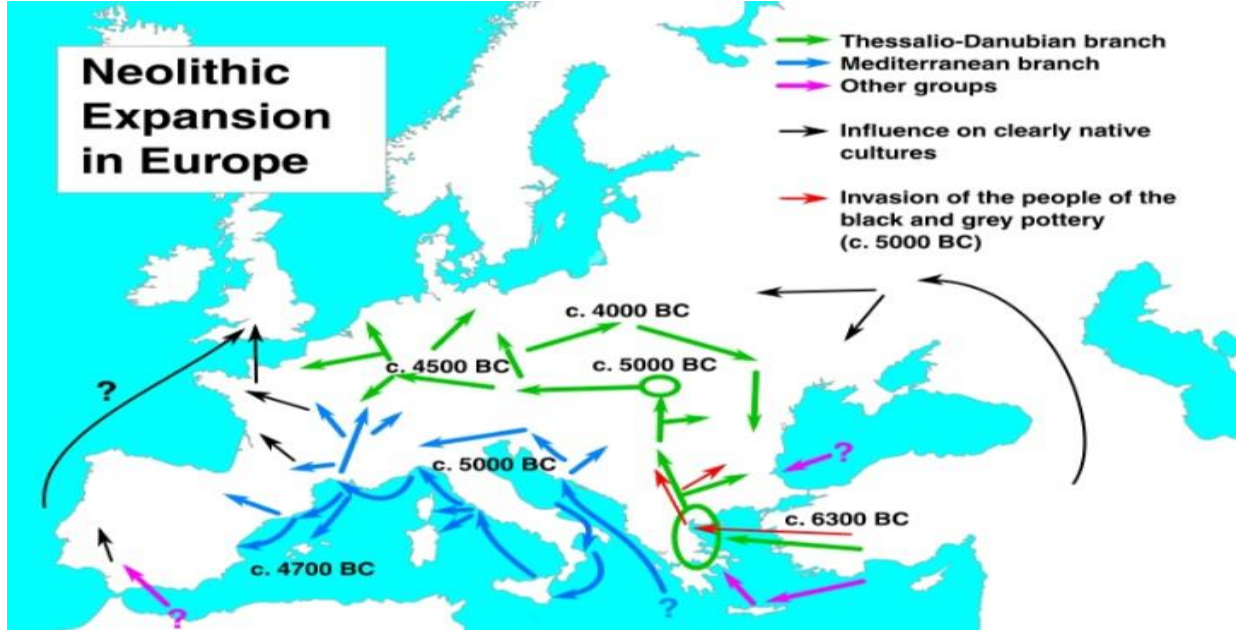 Neolithic
Expansion
in Europe
Thessalio-Danubian branch
Mediterranean branch
Other groups
Influence on clearly native
cultures
Invasion of the people of the
black and grey pottery
(c. 5000 BC)
c. 4000 BC
c. 4500 BC
c. 5000 BC
?
?
c. 5000 BC
c. 6300 BC
c. 4700 BC
?
?